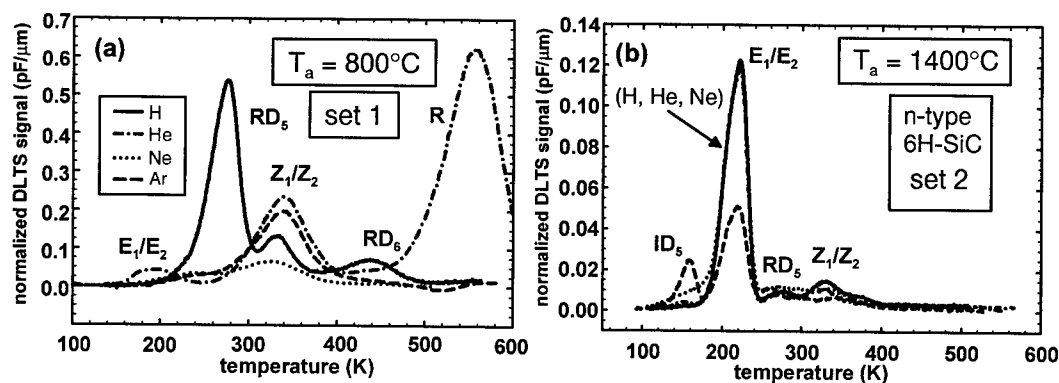 (a)
T_a = 800°C
set 1
H
He
Ne
Ar
RD₅
R
Z₁/Z₂
E₁/E₂
RD₆
normalized DLTS signal (pF/µm)
0.7
0.6
0.5
0.4
0.3
0.2
0.1
0.0
100 200 300 400 500 600
temperature (K)
(b)
E₁/E₂
T_a = 1400°C
(H, He, Ne)
n-type
6H-SiC
set 2
ID₅
RD₅
Z₁/Z₂
normalized DLTS signal (pF/µm)
0.14
0.12
0.10
0.08
0.06
0.04
0.02
0.00
100 200 300 400 500 600
temperature (K)